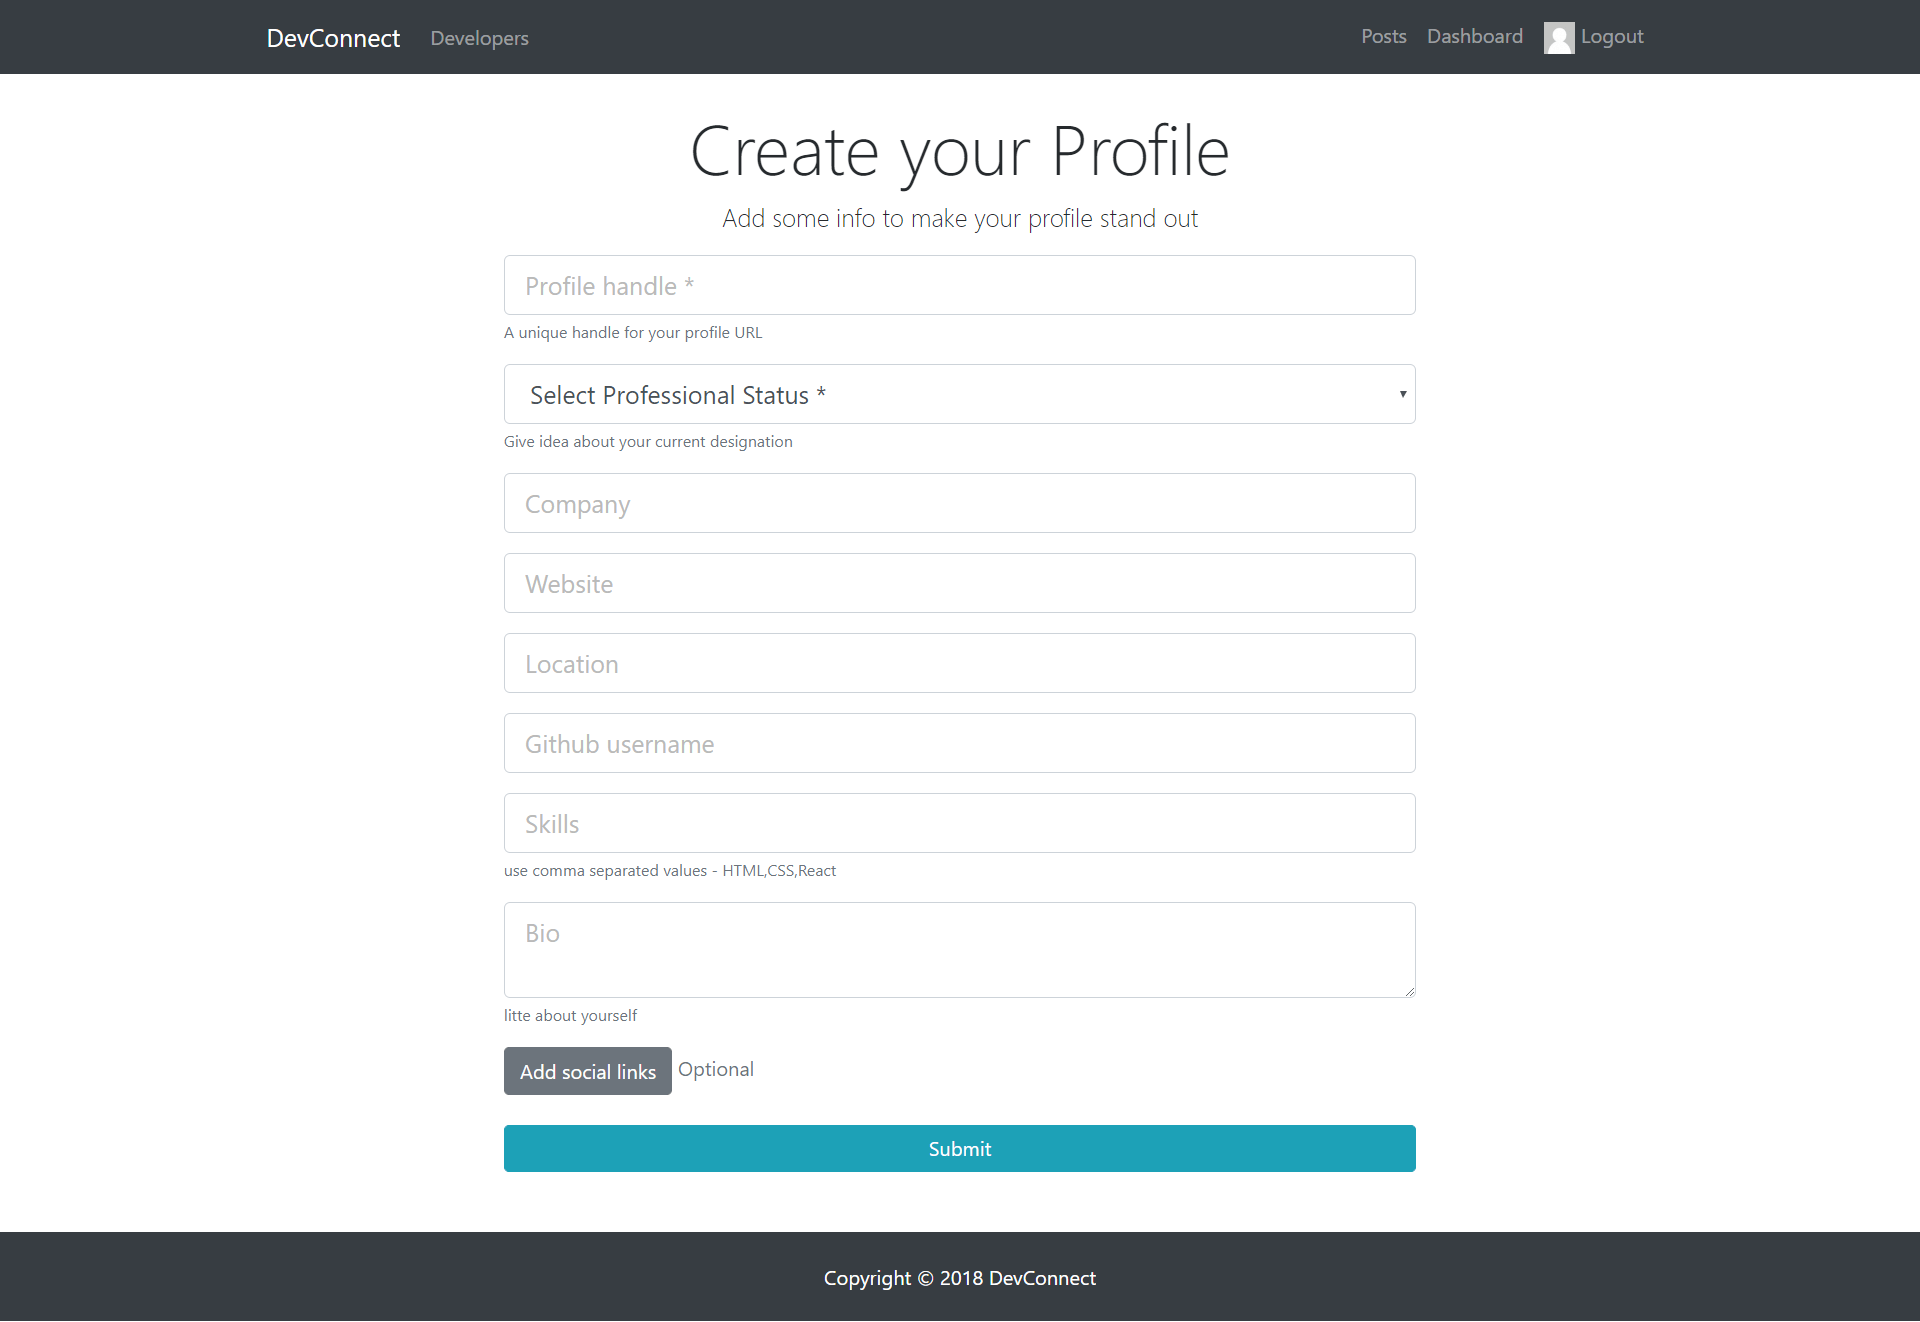 DevConnect Developers Posts Dashboard Logout
Create your Profile
Add some info to make your profile stand out
Profile handle *
A unique handle for your profile URL
Select Professional Status *
Give idea about your current designation
Company
Website
Location
Github username
Skills
use comma separated values - HTML,CSS,React
Bio
litte about yourself
Add social links Optional
Submit
Copyright © 2018 DevConnect